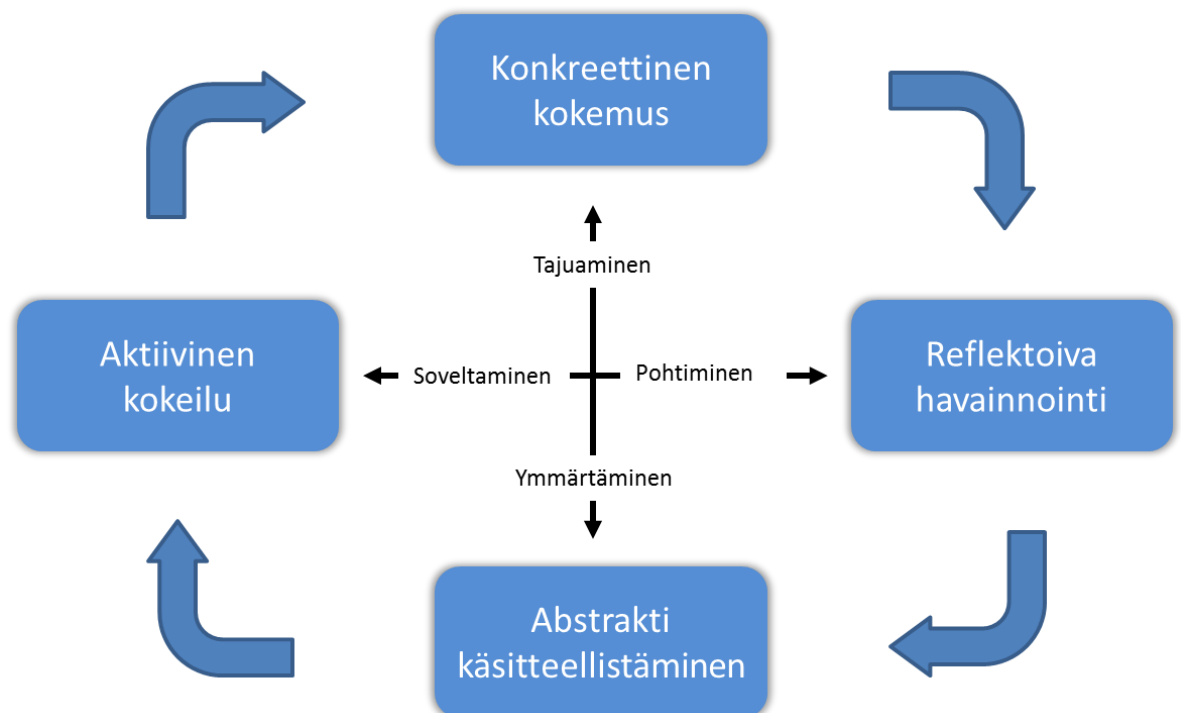 Konkreettinen
kokemus
Tajuaminen
Aktiivinen
kokeilu
Soveltaminen
Pohtiminen
Reflektoiva
havainnointi
Ymmärtäminen
Abstrakti
käsitteellistäminen